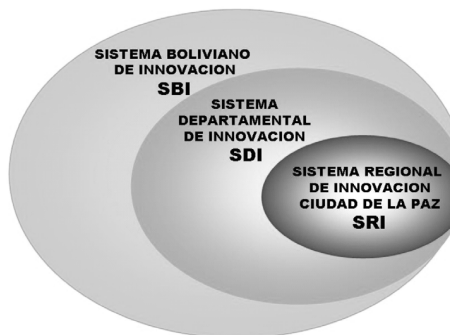 SISTEMA BOLIVIANO
DE INNOVACION
SBI
SISTEMA
DEPARTAMENTAL
DE INNOVACION
SDI
SISTEMA REGIONAL
DE INNOVACION
CIUDAD DE LA PAZ
SRI